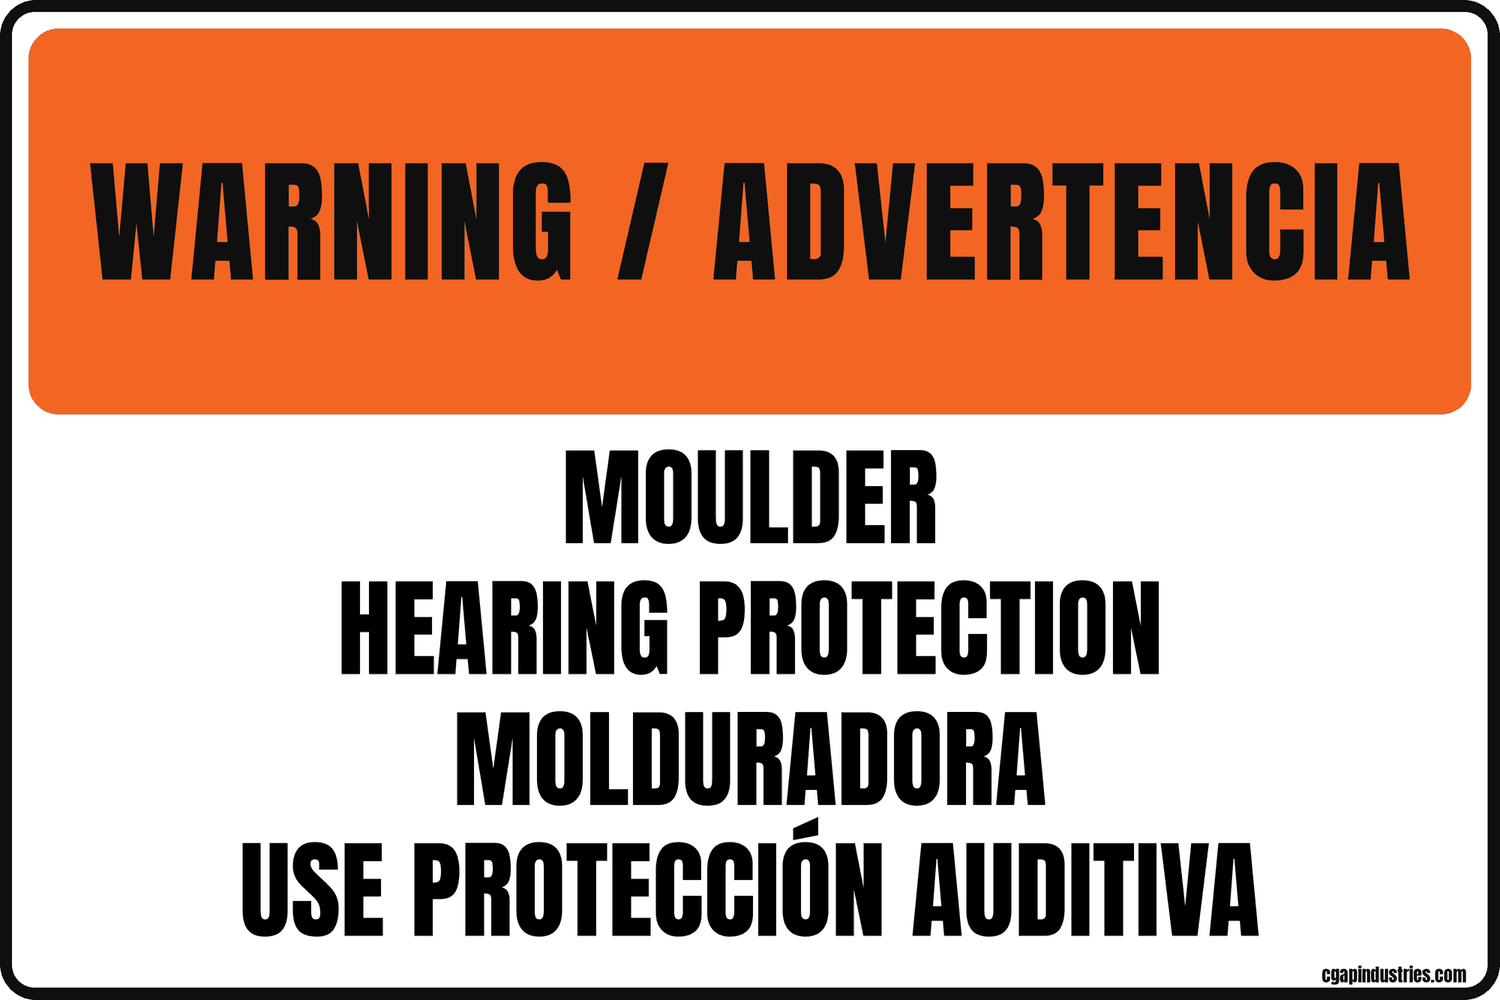 WARNING / ADVERTENCIA
MOULDER
HEARING PROTECTION
MOLDURADORA
USE PROTECCIÓN AUDITIVA
cgapindustries.com